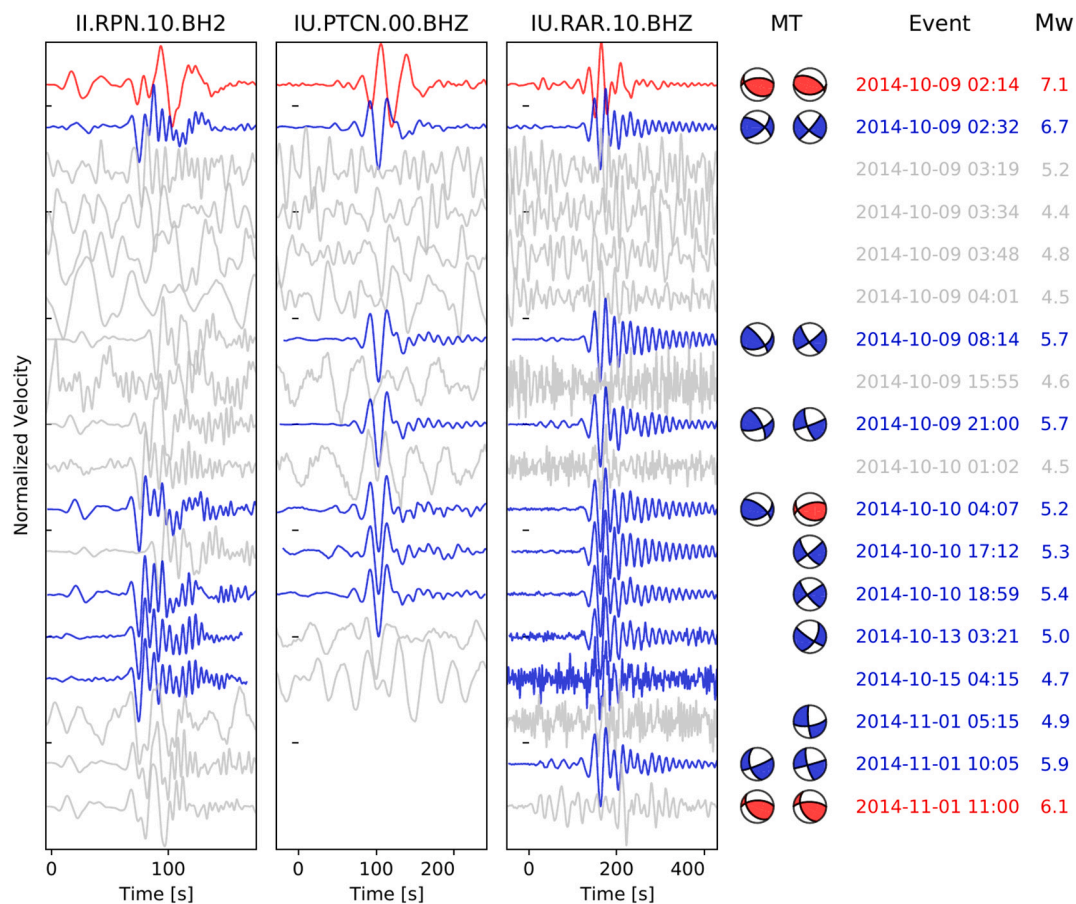 II.RPN.10.BH2 IU.PTCN.00.BHZ IU.RAR.10.BHZ MT Event Mw
2014-10-09 02:14 7.1
2014-10-09 02:32 6.7
2014-10-09 03:19 5.2
2014-10-09 03:34 4.4
2014-10-09 03:48 4.8
2014-10-09 04:01 4.5
2014-10-09 08:14 5.7
2014-10-09 15:55 4.6
2014-10-09 21:00 5.7
2014-10-10 01:02 4.5
2014-10-10 04:07 5.2
2014-10-10 17:12 5.3
2014-10-10 18:59 5.4
2014-10-13 03:21 5.0
2014-10-15 04:15 4.7
2014-11-01 05:15 4.9
2014-11-01 10:05 5.9
2014-11-01 11:00 6.1
Normalized Velocity
0 100 0 100 200 0 200 400
Time [s] Time [s] Time [s]